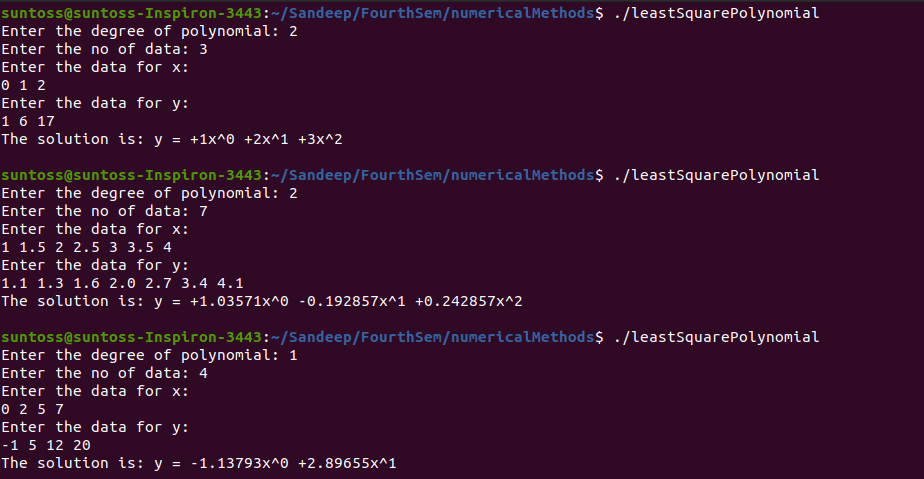 suntoss@suntoss-Inspiron-3443:~/Sandeep/FourthSem/numericalMethods$ ./leastSquarePolynomial
Enter the degree of polynomial: 2
Enter the no of data: 3
Enter the data for x:
0 1 2
Enter the data for y:
1 6 17
The solution is: y = +1x^0 +2x^1 +3x^2
suntoss@suntoss-Inspiron-3443:~/Sandeep/FourthSem/numericalMethods$ ./leastSquarePolynomial
Enter the degree of polynomial: 2
Enter the no of data: 7
Enter the data for x:
1 1.5 2 2.5 3 3.5 4
Enter the data for y:
1.1 1.3 1.6 2.0 2.7 3.4 4.1
The solution is: y = +1.03571x^0 -0.192857x^1 +0.242857x^2
suntoss@suntoss-Inspiron-3443:~/Sandeep/FourthSem/numericalMethods$ ./leastSquarePolynomial
Enter the degree of polynomial: 1
Enter the no of data: 4
Enter the data for x:
0 2 5 7
Enter the data for y:
-1 5 12 20
The solution is: y = -1.13793x^0 +2.89655x^1